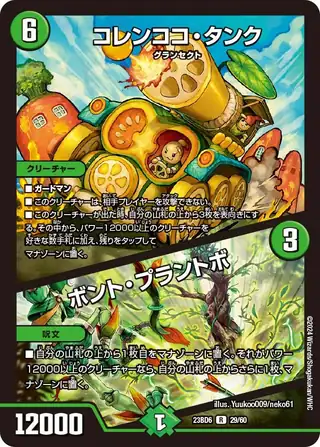 6
コレンココ・タンク
グランセクト
クリーチャー
■ガードマン
■このクリーチャーは、相手プレイヤーを攻撃できない。
■このクリーチャーが出た時、自分の山札の上から3枚を表向きにす
る。その中から、パワー12000以上のクリーチャーを
好きな数手札に加え、残りをタップして
マナゾーンに置く。
3
ボント・プラントボ
呪文
■自分の山札の上から1枚目をマナゾーンに置く。それがパワ
ー12000以上のクリーチャーなら、自分の山札の上からさらに1枚、マ
ナゾーンに置く。
illus. Yuukoo009/neko61
12000
1
23BD6 R 29/60
©2024 Wizards/Shogakukan/WHC